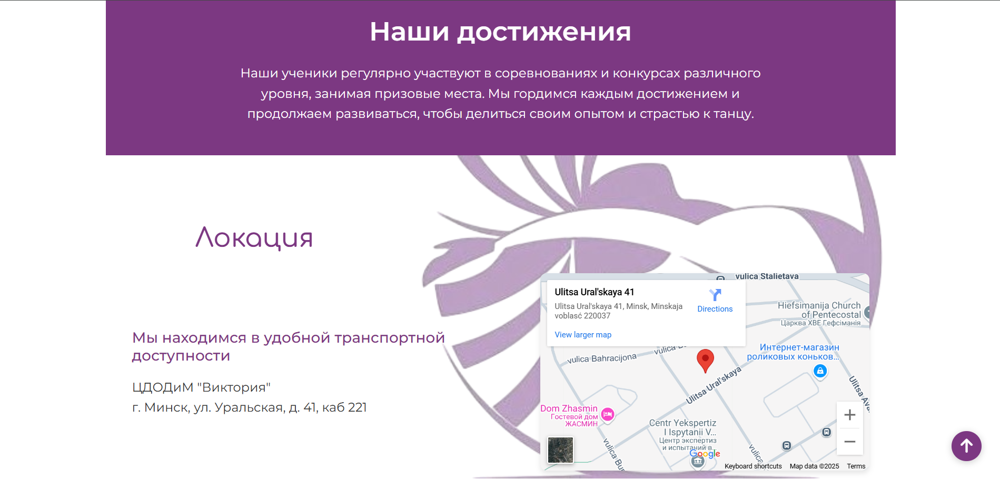 Наши достижения
Наши ученики регулярно участвуют в соревнованиях и конкурсах различного
уровня, занимая призовые места. Мы гордимся каждым достижением и
продолжаем развиваться, чтобы делиться своим опытом и страстью к танцу.
Локация
Мы находимся в удобной транспортной
доступности
ЦДОДиМ "Виктория"
г. Минск, ул. Уральская, д. 41, каб 221
vulica Stalietava
Ulitsa Ural'skaya 41
Ulitsa Ural'skaya 41, Minsk, Minskaja
voblasć 220037
View larger map
Directions
Hiefsimanija Church
of Pentecostal
Царква ХВЕ Гефсіманія
vulica
vulica Bahracijona
Интернет-магазин
роликовых коньков...
Ulitsa Ural'skaya
Ulitsa
Dom Zhasmin
Гостевой дом
ЖАСМИН
Centr Yekspertiz
I Ispytanii V...
Центр экспертиз
и испытаний в...
vulica
vulica
Google
Keyboard shortcuts
Map data ©2025
Terms